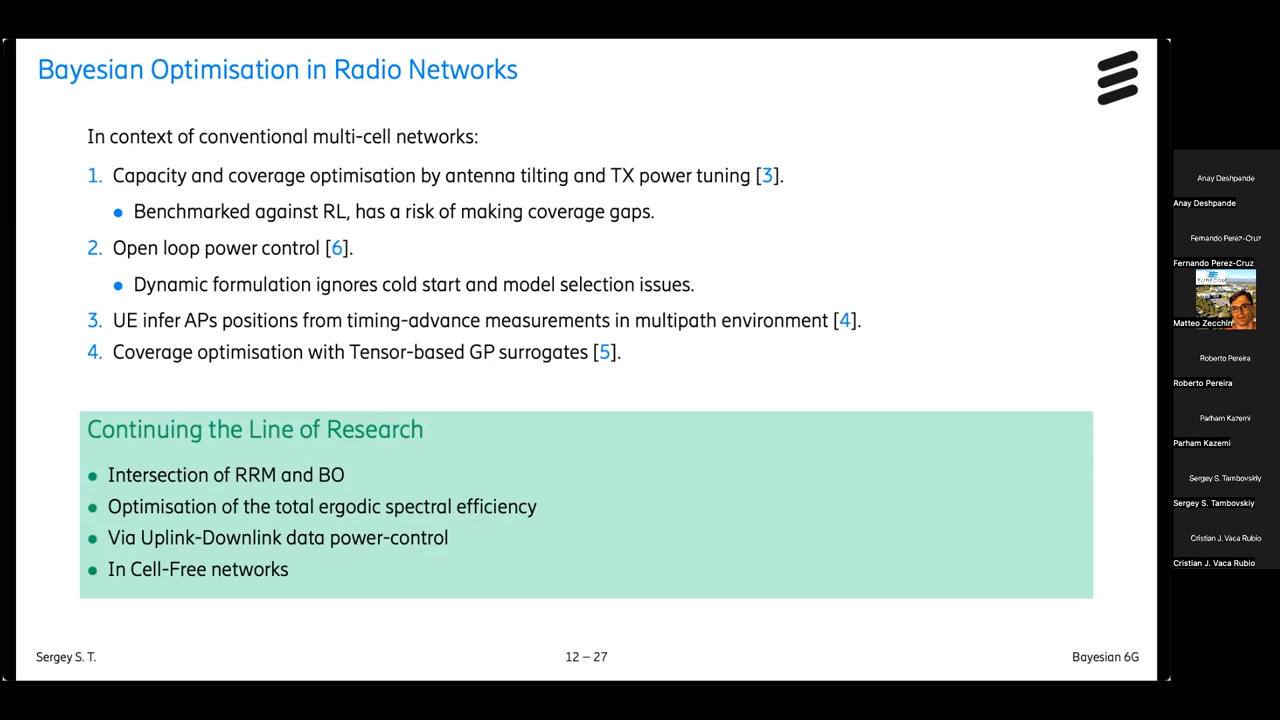 Bayesian Optimisation in Radio Networks
In context of conventional multi-cell networks:
1. Capacity and coverage optimisation by antenna tilting and TX power tuning [3].
• Benchmarked against RL, has a risk of making coverage gaps.
2. Open loop power control [6].
• Dynamic formulation ignores cold start and model selection issues.
3. UE infer APs positions from timing-advance measurements in multipath environment [4].
4. Coverage optimisation with Tensor-based GP surrogates [5].
Continuing the Line of Research
• Intersection of RRM and BO
• Optimisation of the total ergodic spectral efficiency
• Via Uplink-Downlink data power-control
• In Cell-Free networks
Sergey S. T.
12 – 27
Bayesian 6G
Anay Deshpande
Anay Deshpande
Fernando Perez-Cruz
Fernando Perez-Cruz
EURECOM
Matteo Zecchin
Roberto Pereira
Roberto Pereira
Parham Kazemi
Parham Kazemi
Sergey S. Tambovskiy
Sergey S. Tambovskiy
Cristian J. Vaca Rubio
Cristian J. Vaca Rubio